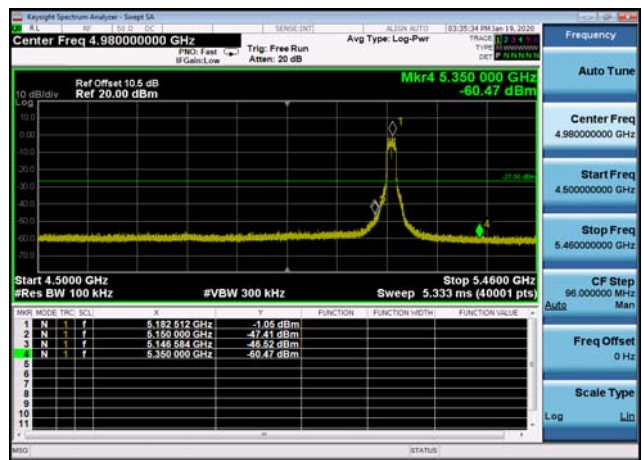 Keysight Spectrum Analyzer - Swept SA
RL RF 50 Ω DC SENSE:INT ALIGN AUTO 03:35:34 PM Jan 19, 2020
Center Freq 4.980000000 GHz
PNO: Fast
IFGain:Low
Trig: Free Run
Atten: 20 dB
Avg Type: Log-Pwr
TRACE 1 2 3 4 5 6
TYPE
DET P NNNNN
Frequency
Auto Tune
Center Freq
4.980000000 GHz
Start Freq
4.500000000 GHz
Stop Freq
5.460000000 GHz
CF Step
96.000000 MHz
Auto Man
Freq Offset
0 Hz
Scale Type
Log Lin
Ref Offset 10.5 dB
Ref 20.00 dBm
10 dB/div
Log
Mkr4 5.350 000 GHz
-60.47 dBm
10.0
0.00
-10.0
-20.0
-30.0
-40.0
-50.0
-60.0
-70.0
1
4
-27.00 dBm
Start 4.5000 GHz
Stop 5.4600 GHz
#Res BW 100 kHz
#VBW 300 kHz
Sweep 5.333 ms (40001 pts)
MKR MODE TRC SCL X Y FUNCTION FUNCTION WIDTH FUNCTION VALUE
1 N 1 f 5.182 512 GHz -1.05 dBm
2 N 1 f 5.150 000 GHz -47.41 dBm
3 N 1 f 5.146 584 GHz -46.52 dBm
4 N 1 f 5.350 000 GHz -60.47 dBm
5
6
7
8
9
10
11
MSG
STATUS